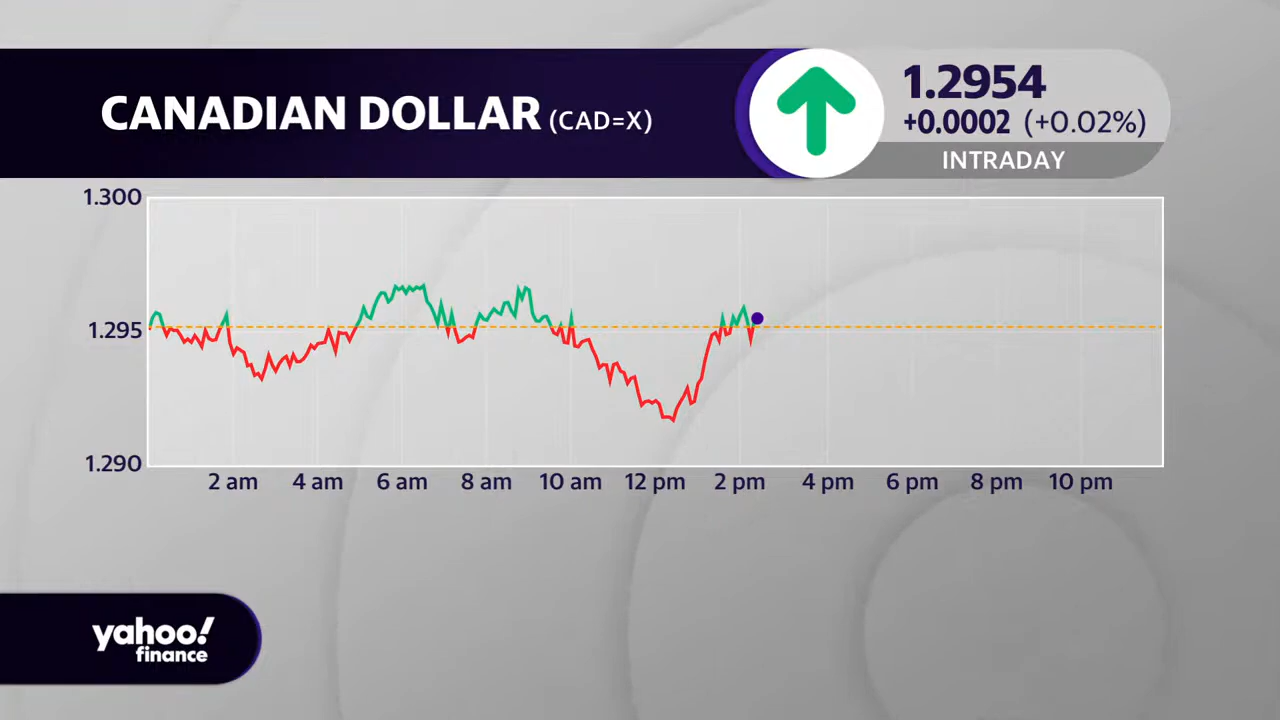 CANADIAN DOLLAR (CAD=X)
1.2954
+0.0002 (+0.02%)
INTRADAY
1.300
1.295
1.290
2 am 4 am 6 am 8 am 10 am 12 pm 2 pm 4 pm 6 pm 8 pm 10 pm
yahoo!
finance